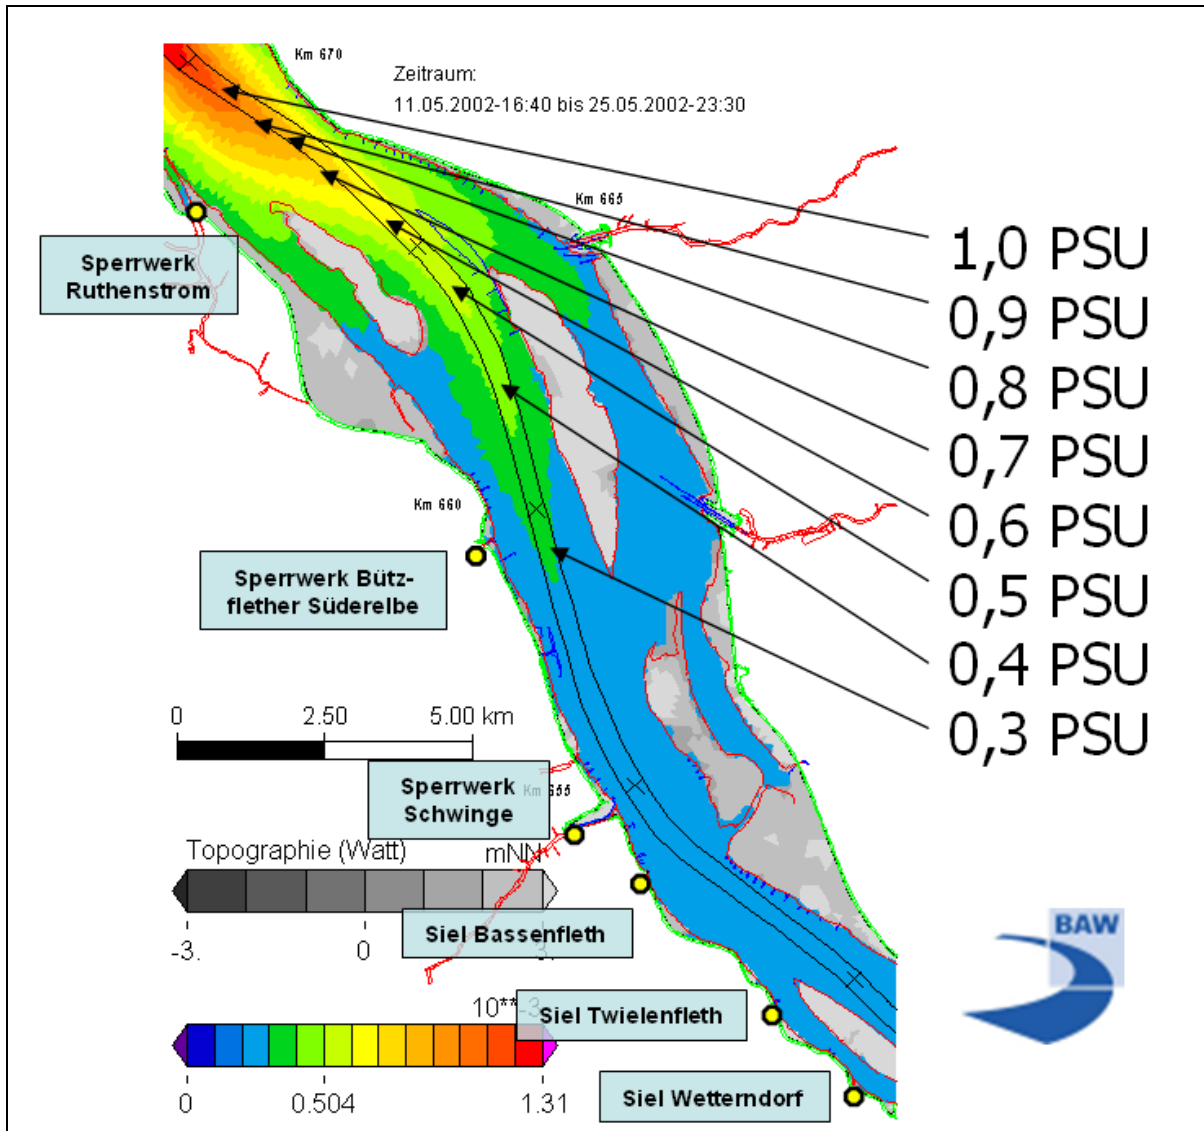 Km 670
Zeitraum:
11.05.2002-16:40 bis 25.05.2002-23:30
Km 665
Sperrwerk
Ruthenstrom
1,0 PSU
0,9 PSU
0,8 PSU
0,7 PSU
0,6 PSU
0,5 PSU
0,4 PSU
0,3 PSU
Km 660
Sperrwerk Bütz-
flether Süderelbe
0 2.50 5.00 km
Sperrwerk
Schwinge
Km 655
Topographie (Watt) mNN
-3. 0 3.
Siel Bassenfleth
BAW
10**-3
Siel Twielenfleth
0 0.504 1.31
Siel Wetterndorf